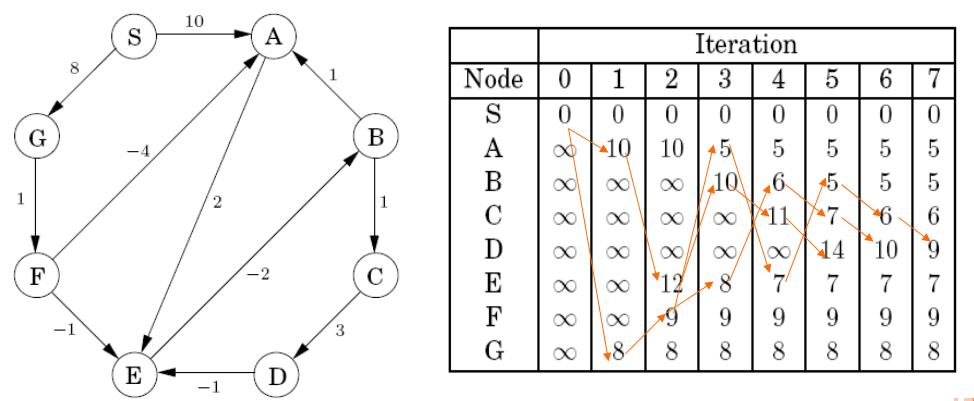 10
S
A
8
1
G
B
−4
1
2
1
F
−2
C
−1
3
E
D
−1
Iteration
Node 0 1 2 3 4 5 6 7
S 0 0 0 0 0 0 0 0
A ∞ 10 10 5 5 5 5 5
B ∞ ∞ ∞ 10 6 5 5 5
C ∞ ∞ ∞ ∞ 11 7 6 6
D ∞ ∞ ∞ ∞ ∞ 14 10 9
E ∞ ∞ 12 8 7 7 7 7
F ∞ ∞ 9 9 9 9 9 9
G ∞ 8 8 8 8 8 8 8